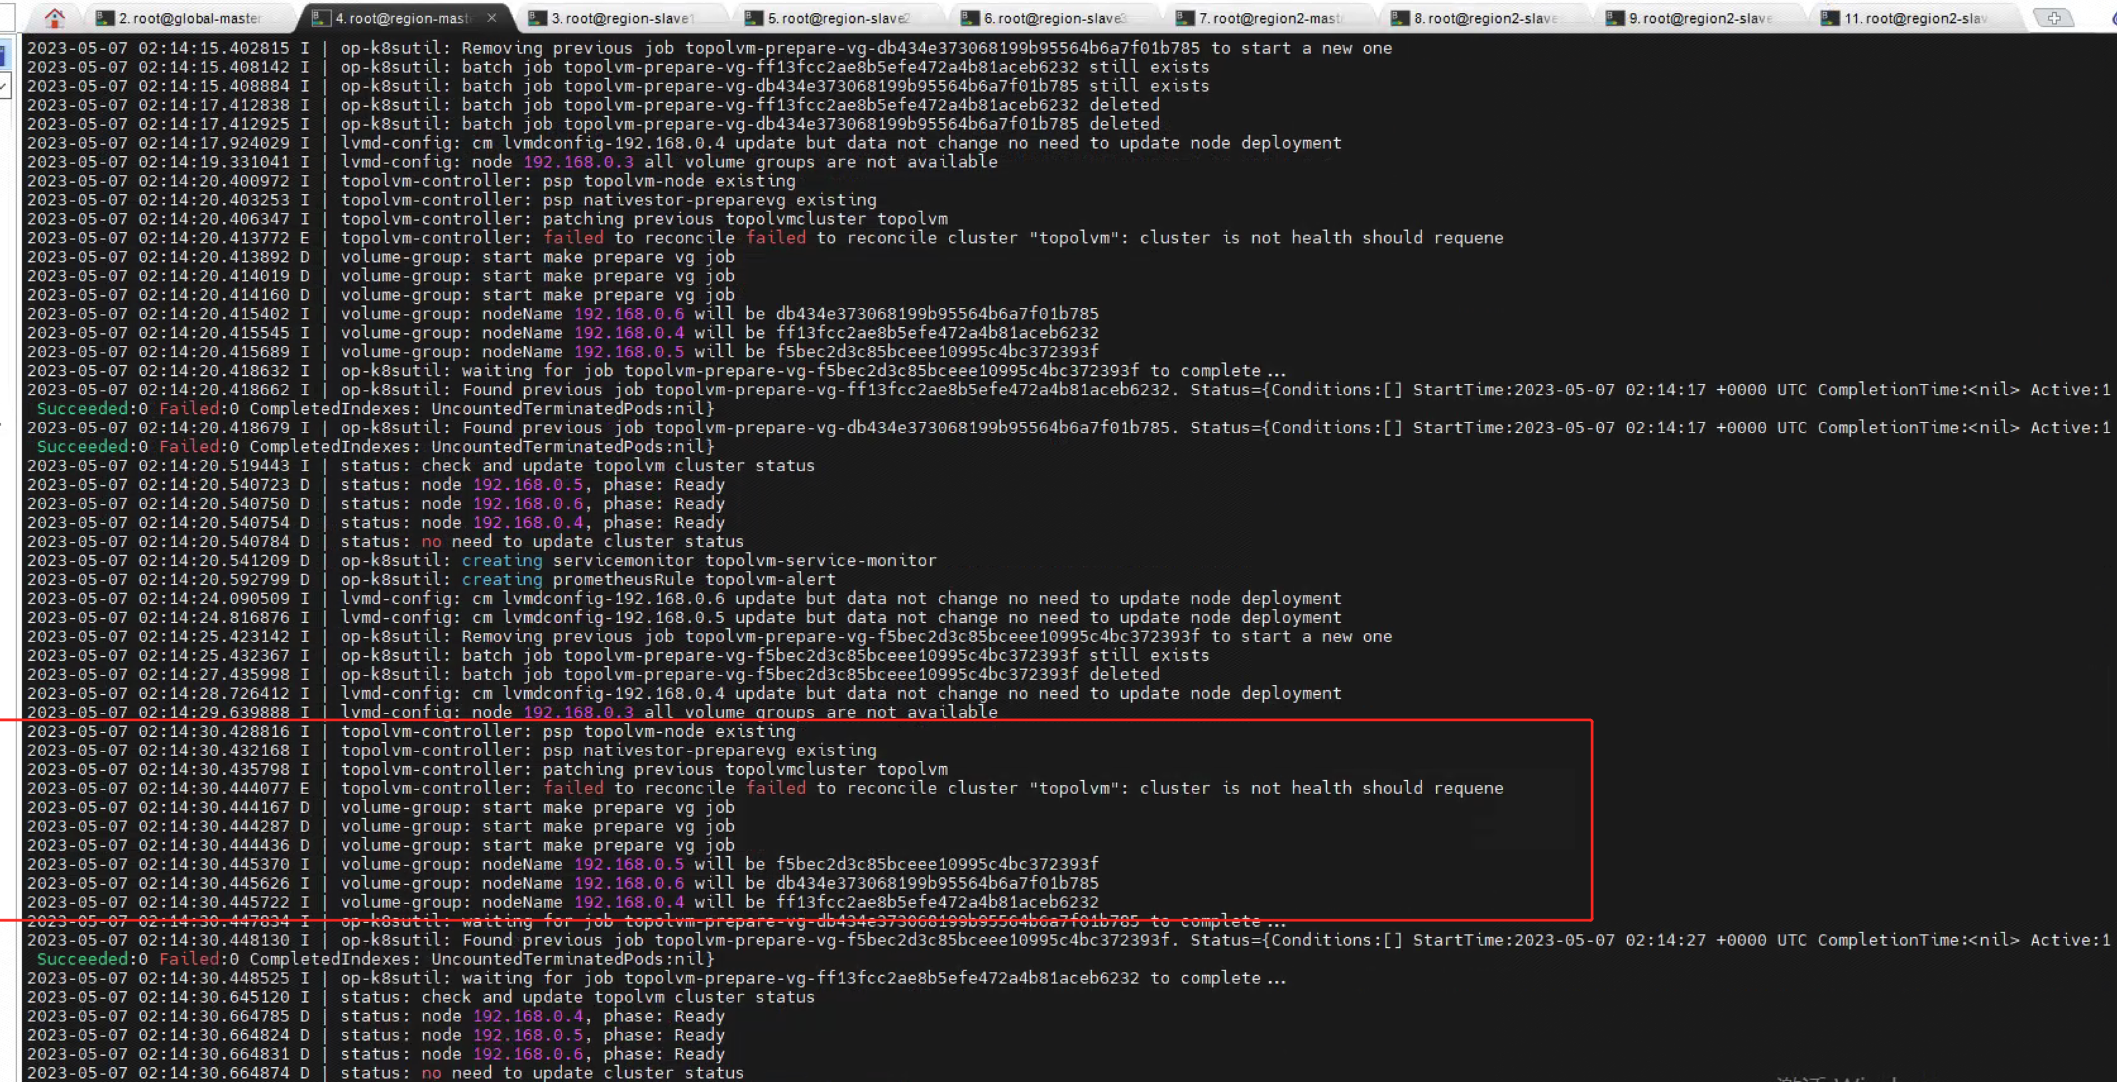 2. root@global-master
4. root@region-mast
3. root@region-slave1
5. root@region-slave2
6. root@region-slave3
7. root@region2-mast
8. root@region2-slave
9. root@region2-slave
11. root@region2-slav
2023-05-07 02:14:15.402815 I | op-k8sutil: Removing previous job topolvm-prepare-vg-db434e373068199b95564b6a7f01b785 to start a new one
2023-05-07 02:14:15.408142 I | op-k8sutil: batch job topolvm-prepare-vg-ff13fcc2ae8b5efe472a4b81aceb6232 still exists
2023-05-07 02:14:15.408884 I | op-k8sutil: batch job topolvm-prepare-vg-db434e373068199b95564b6a7f01b785 still exists
2023-05-07 02:14:17.412838 I | op-k8sutil: batch job topolvm-prepare-vg-ff13fcc2ae8b5efe472a4b81aceb6232 deleted
2023-05-07 02:14:17.412925 I | op-k8sutil: batch job topolvm-prepare-vg-db434e373068199b95564b6a7f01b785 deleted
2023-05-07 02:14:17.924029 I | lvmd-config: cm lvmdconfig-192.168.0.4 update but data not change no need to update node deployment
2023-05-07 02:14:19.331041 I | lvmd-config: node 192.168.0.3 all volume groups are not available
2023-05-07 02:14:20.400972 I | topolvm-controller: psp topolvm-node existing
2023-05-07 02:14:20.403253 I | topolvm-controller: psp nativestor-preparevg existing
2023-05-07 02:14:20.406347 I | topolvm-controller: patching previous topolvmcluster topolvm
2023-05-07 02:14:20.413772 E | topolvm-controller: failed to reconcile failed to reconcile cluster "topolvm": cluster is not health should requene
2023-05-07 02:14:20.413892 D | volume-group: start make prepare vg job
2023-05-07 02:14:20.414019 D | volume-group: start make prepare vg job
2023-05-07 02:14:20.414160 D | volume-group: start make prepare vg job
2023-05-07 02:14:20.415402 I | volume-group: nodeName 192.168.0.6 will be db434e373068199b95564b6a7f01b785
2023-05-07 02:14:20.415545 I | volume-group: nodeName 192.168.0.4 will be ff13fcc2ae8b5efe472a4b81aceb6232
2023-05-07 02:14:20.415689 I | volume-group: nodeName 192.168.0.5 will be f5bec2d3c85bceee10995c4bc372393f
2023-05-07 02:14:20.418632 I | op-k8sutil: waiting for job topolvm-prepare-vg-f5bec2d3c85bceee10995c4bc372393f to complete...
2023-05-07 02:14:20.418662 I | op-k8sutil: Found previous job topolvm-prepare-vg-ff13fcc2ae8b5efe472a4b81aceb6232. Status={Conditions:[] StartTime:2023-05-07 02:14:17 +0000 UTC CompletionTime:<nil> Active:1
Succeeded:0 Failed:0 CompletedIndexes: UncountedTerminatedPods:nil}
2023-05-07 02:14:20.418679 I | op-k8sutil: Found previous job topolvm-prepare-vg-db434e373068199b95564b6a7f01b785. Status={Conditions:[] StartTime:2023-05-07 02:14:17 +0000 UTC CompletionTime:<nil> Active:1
Succeeded:0 Failed:0 CompletedIndexes: UncountedTerminatedPods:nil}
2023-05-07 02:14:20.519443 I | status: check and update topolvm cluster status
2023-05-07 02:14:20.540723 D | status: node 192.168.0.5, phase: Ready
2023-05-07 02:14:20.540750 D | status: node 192.168.0.6, phase: Ready
2023-05-07 02:14:20.540754 D | status: node 192.168.0.4, phase: Ready
2023-05-07 02:14:20.540784 D | status: no need to update cluster status
2023-05-07 02:14:20.541209 D | op-k8sutil: creating servicemonitor topolvm-service-monitor
2023-05-07 02:14:20.592799 D | op-k8sutil: creating prometheusRule topolvm-alert
2023-05-07 02:14:24.090509 I | lvmd-config: cm lvmdconfig-192.168.0.6 update but data not change no need to update node deployment
2023-05-07 02:14:24.816876 I | lvmd-config: cm lvmdconfig-192.168.0.5 update but data not change no need to update node deployment
2023-05-07 02:14:25.423142 I | op-k8sutil: Removing previous job topolvm-prepare-vg-f5bec2d3c85bceee10995c4bc372393f to start a new one
2023-05-07 02:14:25.432367 I | op-k8sutil: batch job topolvm-prepare-vg-f5bec2d3c85bceee10995c4bc372393f still exists
2023-05-07 02:14:27.435998 I | op-k8sutil: batch job topolvm-prepare-vg-f5bec2d3c85bceee10995c4bc372393f deleted
2023-05-07 02:14:28.726412 I | lvmd-config: cm lvmdconfig-192.168.0.4 update but data not change no need to update node deployment
2023-05-07 02:14:29.639888 I | lvmd-config: node 192.168.0.3 all volume groups are not available
2023-05-07 02:14:30.428816 I | topolvm-controller: psp topolvm-node existing
2023-05-07 02:14:30.432168 I | topolvm-controller: psp nativestor-preparevg existing
2023-05-07 02:14:30.435798 I | topolvm-controller: patching previous topolvmcluster topolvm
2023-05-07 02:14:30.444077 E | topolvm-controller: failed to reconcile failed to reconcile cluster "topolvm": cluster is not health should requene
2023-05-07 02:14:30.444167 D | volume-group: start make prepare vg job
2023-05-07 02:14:30.444287 D | volume-group: start make prepare vg job
2023-05-07 02:14:30.444436 D | volume-group: start make prepare vg job
2023-05-07 02:14:30.445370 I | volume-group: nodeName 192.168.0.5 will be f5bec2d3c85bceee10995c4bc372393f
2023-05-07 02:14:30.445626 I | volume-group: nodeName 192.168.0.6 will be db434e373068199b95564b6a7f01b785
2023-05-07 02:14:30.445722 I | volume-group: nodeName 192.168.0.4 will be ff13fcc2ae8b5efe472a4b81aceb6232
2023-05-07 02:14:30.447834 I | op-k8sutil: waiting for job topolvm-prepare-vg-db434e373068199b95564b6a7f01b785 to complete...
2023-05-07 02:14:30.448130 I | op-k8sutil: Found previous job topolvm-prepare-vg-f5bec2d3c85bceee10995c4bc372393f. Status={Conditions:[] StartTime:2023-05-07 02:14:27 +0000 UTC CompletionTime:<nil> Active:1
Succeeded:0 Failed:0 CompletedIndexes: UncountedTerminatedPods:nil}
2023-05-07 02:14:30.448525 I | op-k8sutil: waiting for job topolvm-prepare-vg-ff13fcc2ae8b5efe472a4b81aceb6232 to complete...
2023-05-07 02:14:30.645120 I | status: check and update topolvm cluster status
2023-05-07 02:14:30.664785 D | status: node 192.168.0.4, phase: Ready
2023-05-07 02:14:30.664824 D | status: node 192.168.0.5, phase: Ready
2023-05-07 02:14:30.664831 D | status: node 192.168.0.6, phase: Ready
2023-05-07 02:14:30.664874 D | status: no need to update cluster status